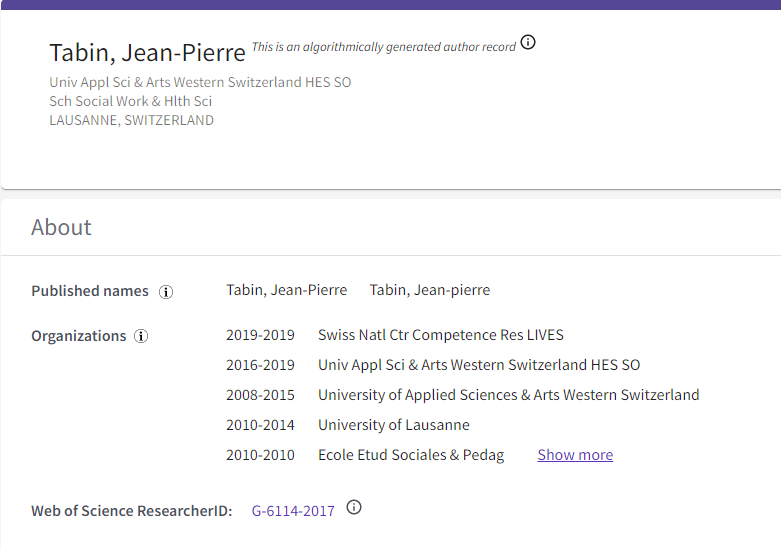 Tabin, Jean-Pierre This is an algorithmically generated author record
Univ Appl Sci & Arts Western Switzerland HES SO
Sch Social Work & Hlth Sci
LAUSANNE, SWITZERLAND
About
Published names Tabin, Jean-Pierre Tabin, Jean-pierre
Organizations 2019-2019 Swiss Natl Ctr Competence Res LIVES
2016-2019 Univ Appl Sci & Arts Western Switzerland HES SO
2008-2015 University of Applied Sciences & Arts Western Switzerland
2010-2014 University of Lausanne
2010-2010 Ecole Etud Sociales & Pedag Show more
Web of Science ResearcherID: G-6114-2017